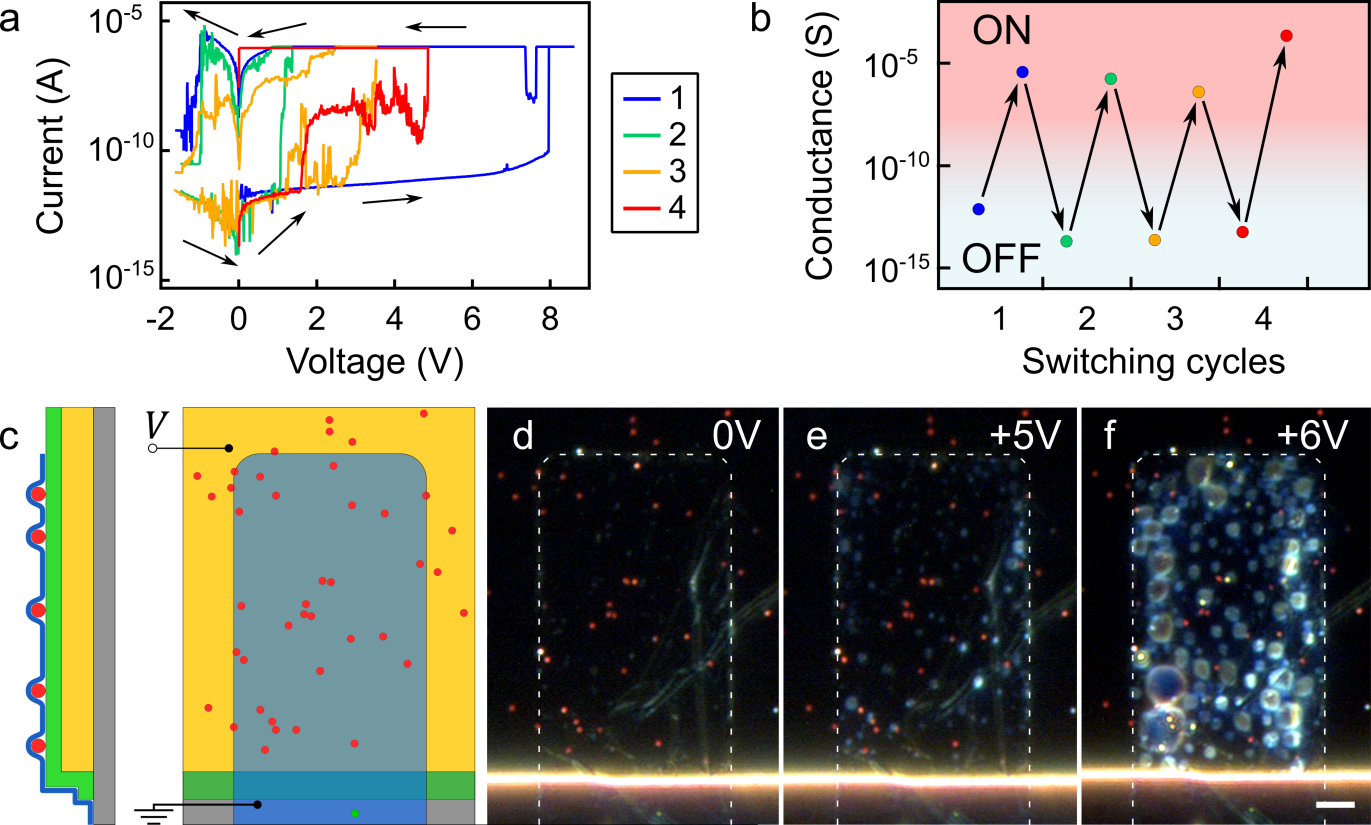 a
Current (A)
10-5
10-10
10-15
-2 0 2 4 6 8
Voltage (V)
1
2
3
4
b
Conductance (S)
10-5
10-10
10-15
ON
OFF
1 2 3 4
Switching cycles
c
V
d 0V
e +5V
f +6V